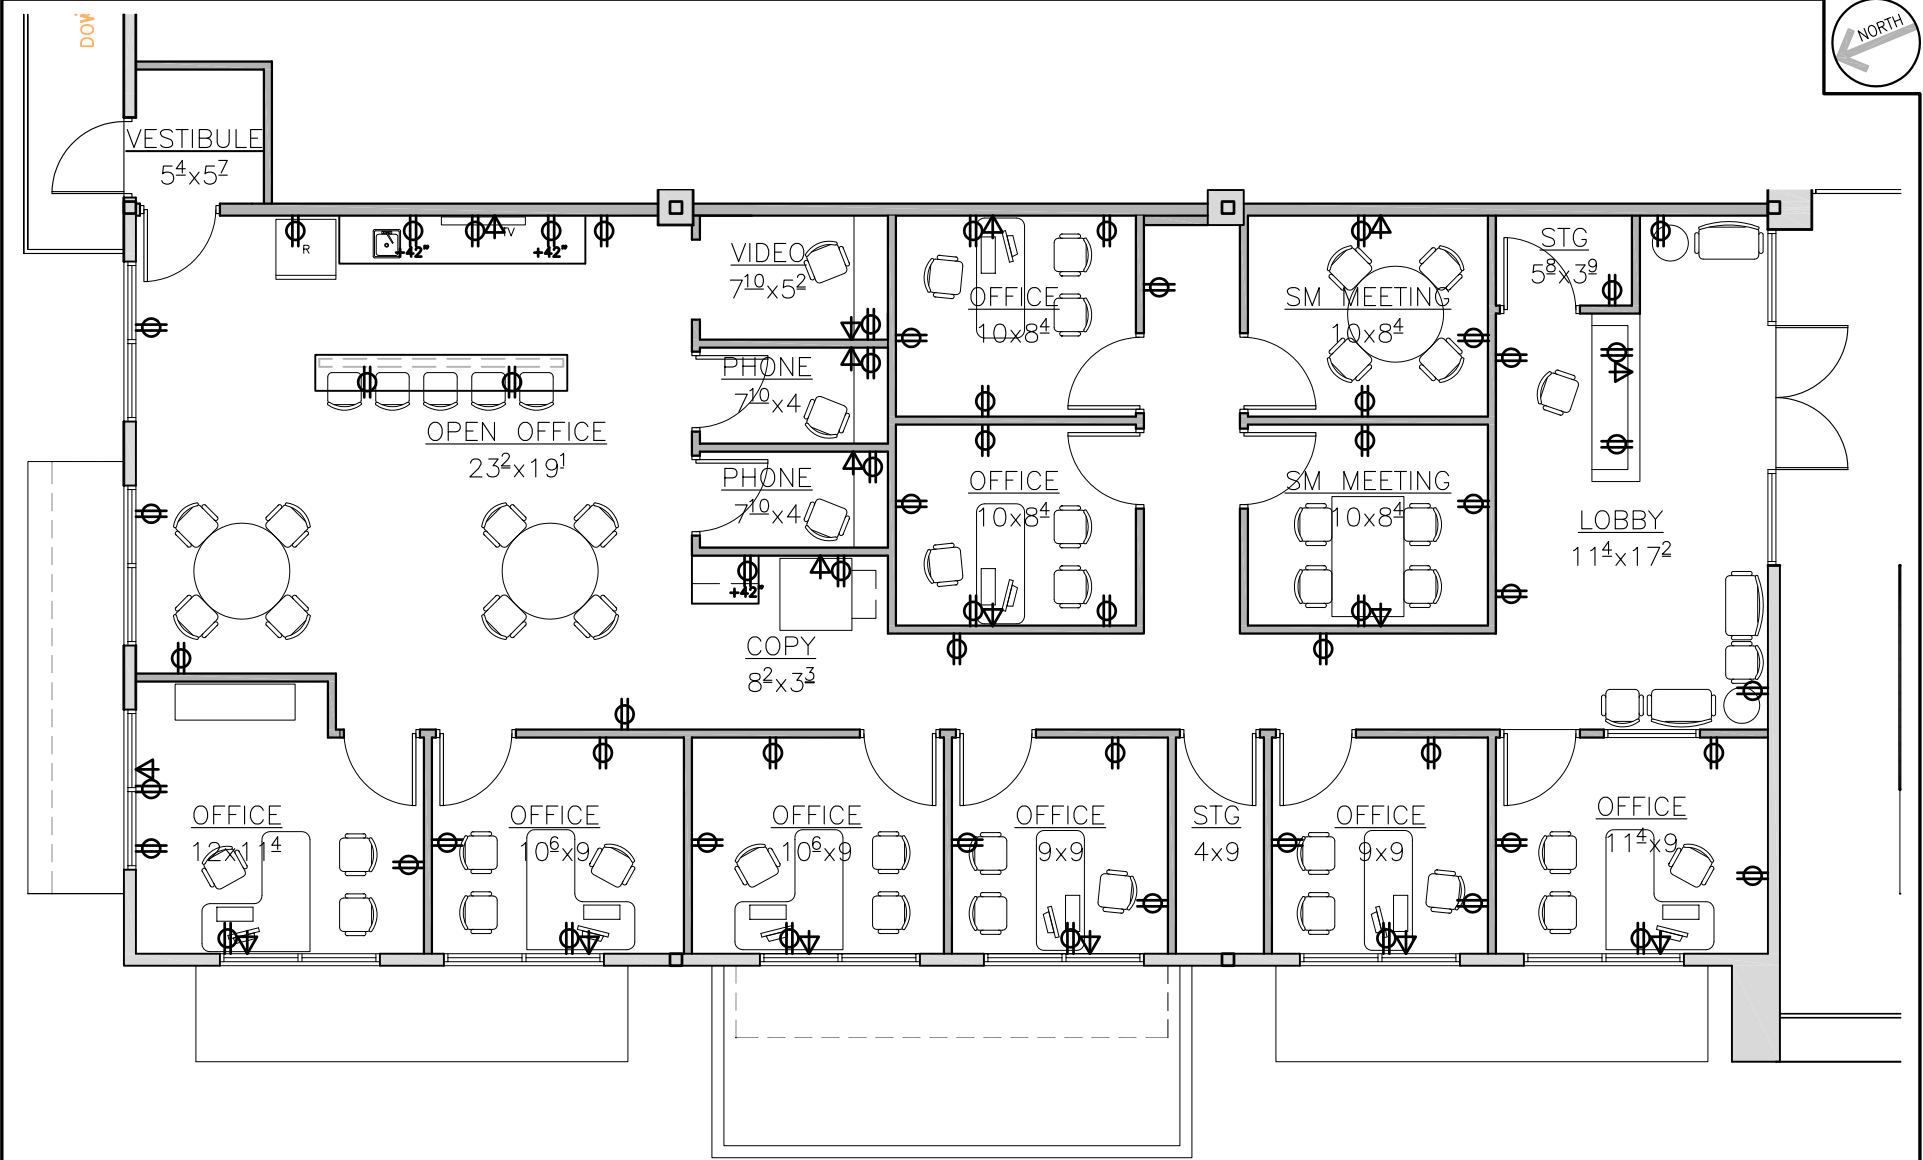 DOW
NORTH
VESTIBULE
5⁴x5⁷
R
+42"
TV
+42"
VIDEO
7¹⁰x5²
OFFICE
10x8⁴
SM MEETING
10x8⁴
STG
5⁸x3⁹
PHONE
7¹⁰x4
OPEN OFFICE
23²x19¹
PHONE
7¹⁰x4
OFFICE
10x8⁴
SM MEETING
10x8⁴
LOBBY
11⁴x17²
+42"
COPY
8²x3³
OFFICE
12x11⁴
OFFICE
10⁶x9
OFFICE
10⁶x9
OFFICE
9x9
STG
4x9
OFFICE
9x9
OFFICE
11⁴x9